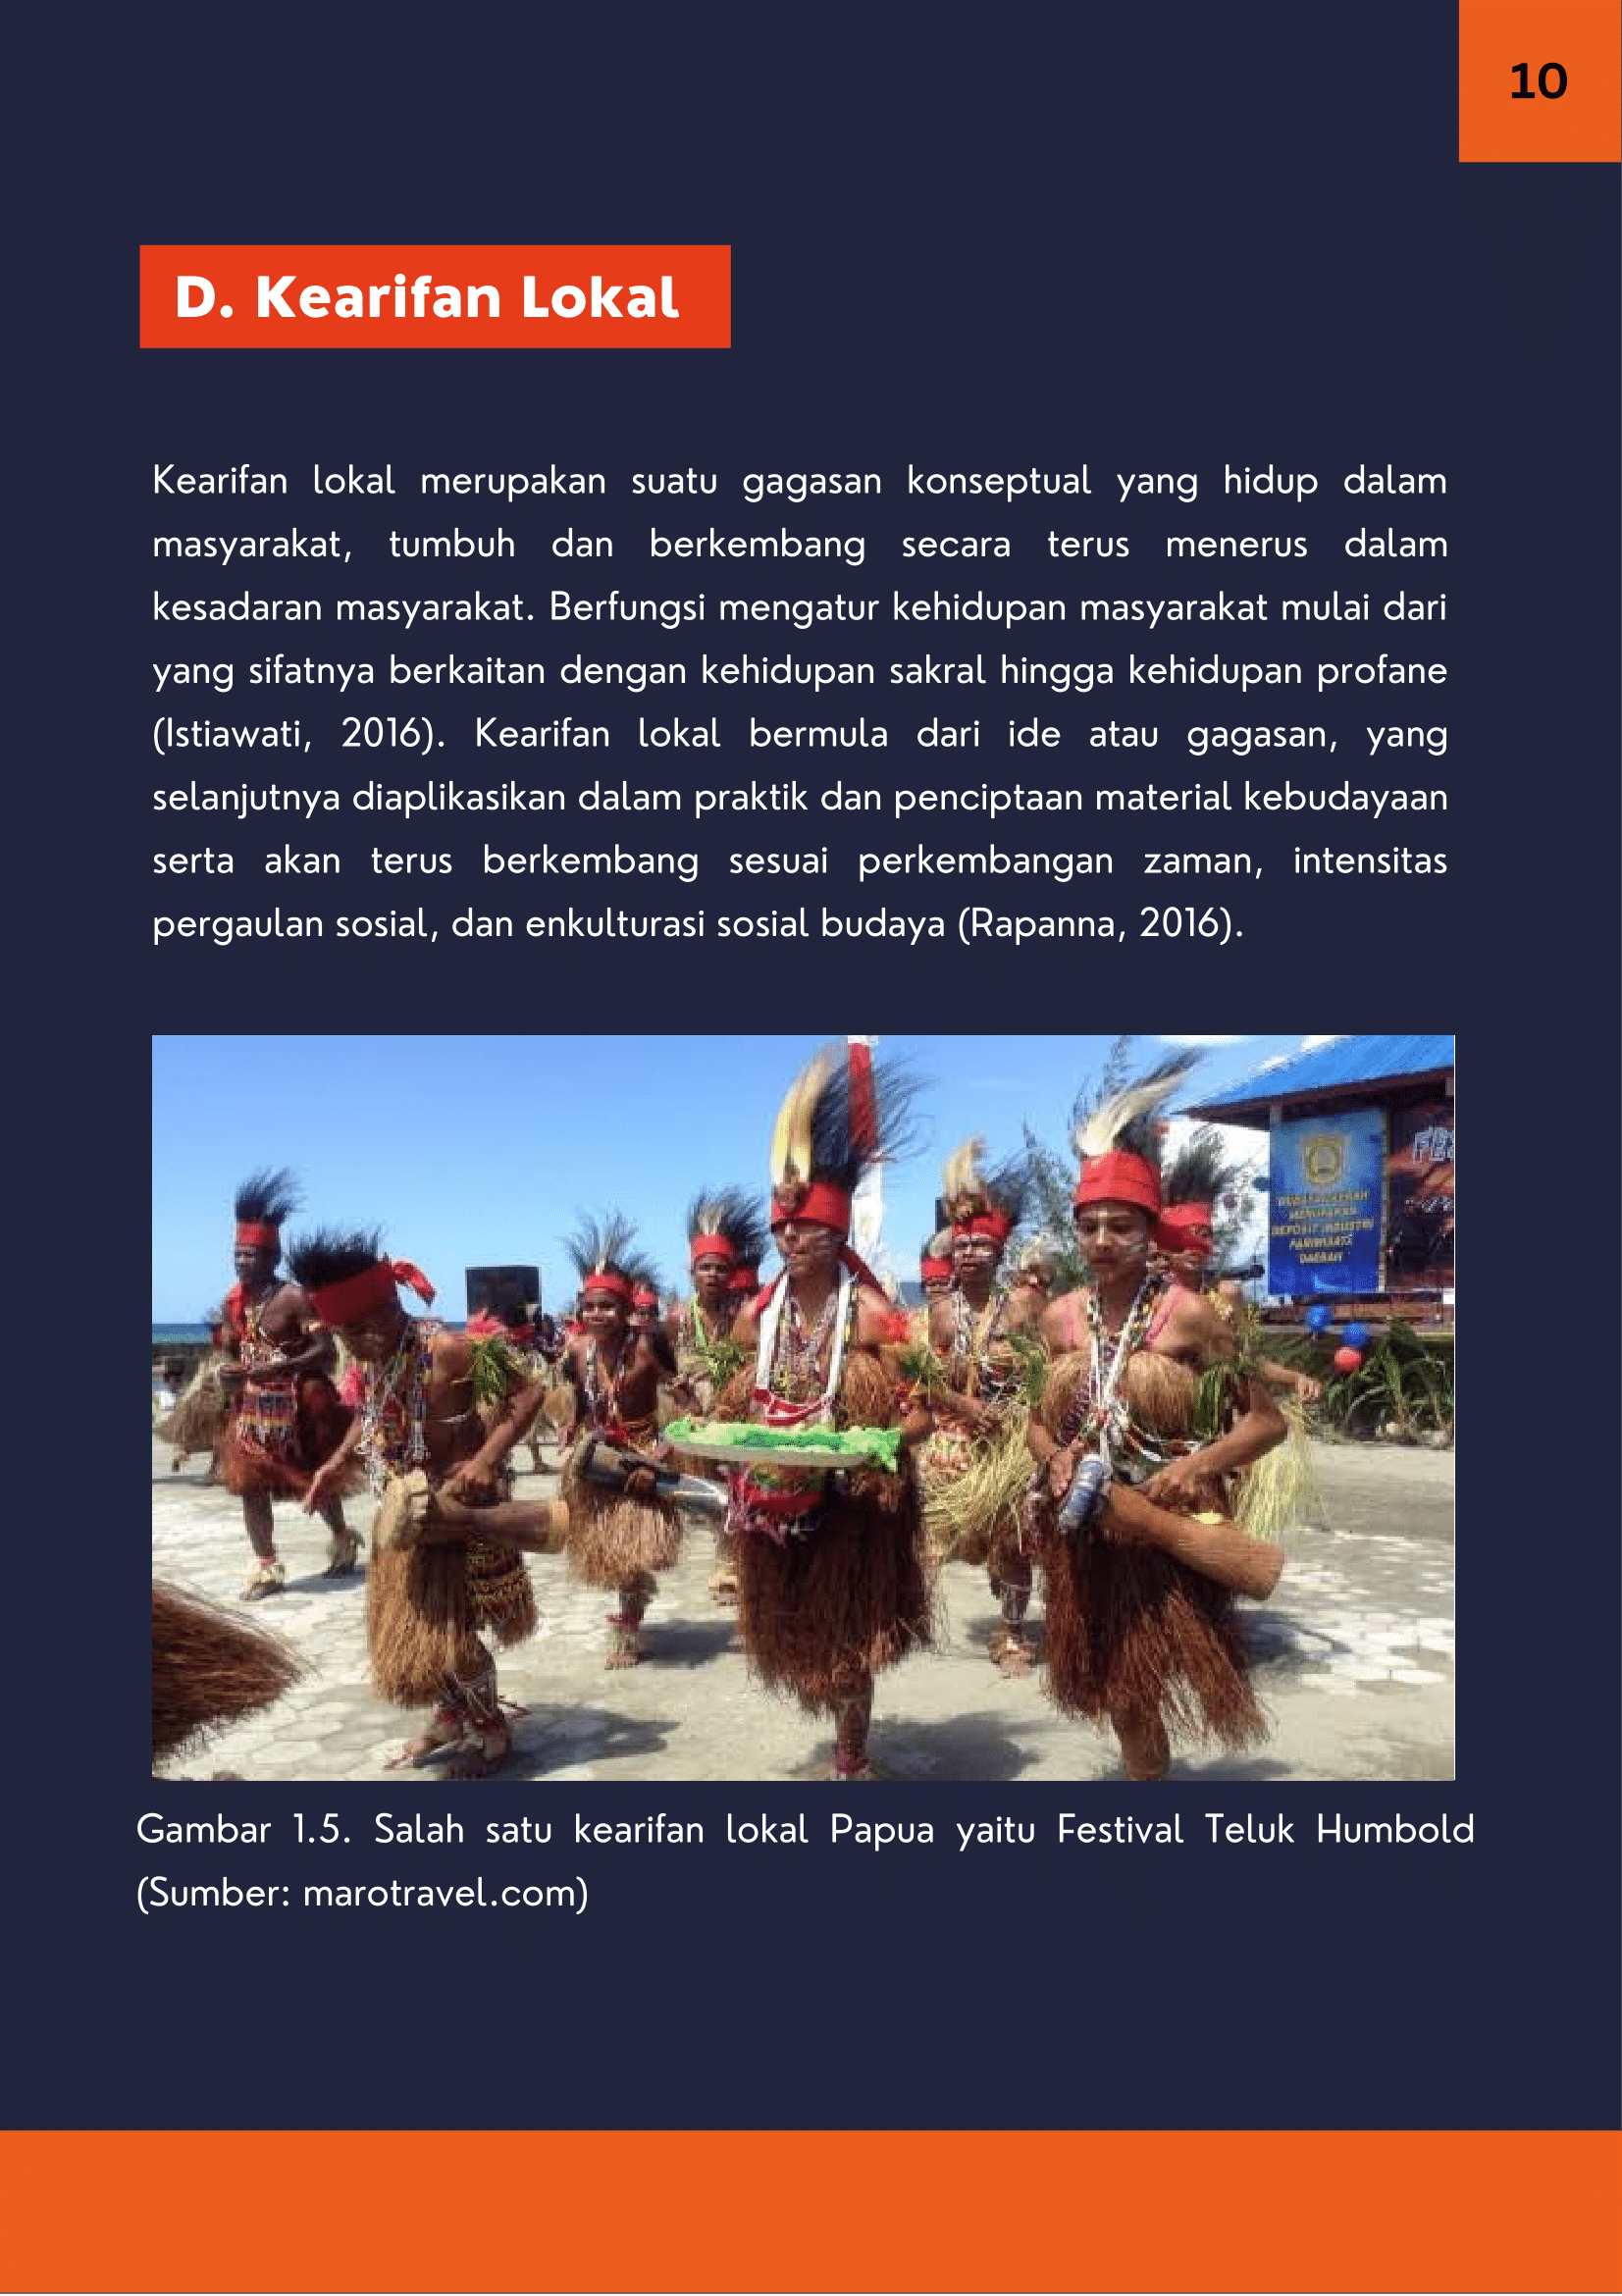 10
D. Kearifan Lokal
Kearifan lokal merupakan suatu gagasan konseptual yang hidup dalam
masyarakat, tumbuh dan berkembang secara terus menerus dalam
kesadaran masyarakat. Berfungsi mengatur kehidupan masyarakat mulai dari
yang sifatnya berkaitan dengan kehidupan sakral hingga kehidupan profane
(Istiawati, 2016). Kearifan lokal bermula dari ide atau gagasan, yang
selanjutnya diaplikasikan dalam praktik dan penciptaan material kebudayaan
serta akan terus berkembang sesuai perkembangan zaman, intensitas
pergaulan sosial, dan enkulturasi sosial budaya (Rapanna, 2016).
DAERAH
Gambar 1.5. Salah satu kearifan lokal Papua yaitu Festival Teluk Humbold
(Sumber: marotravel.com)